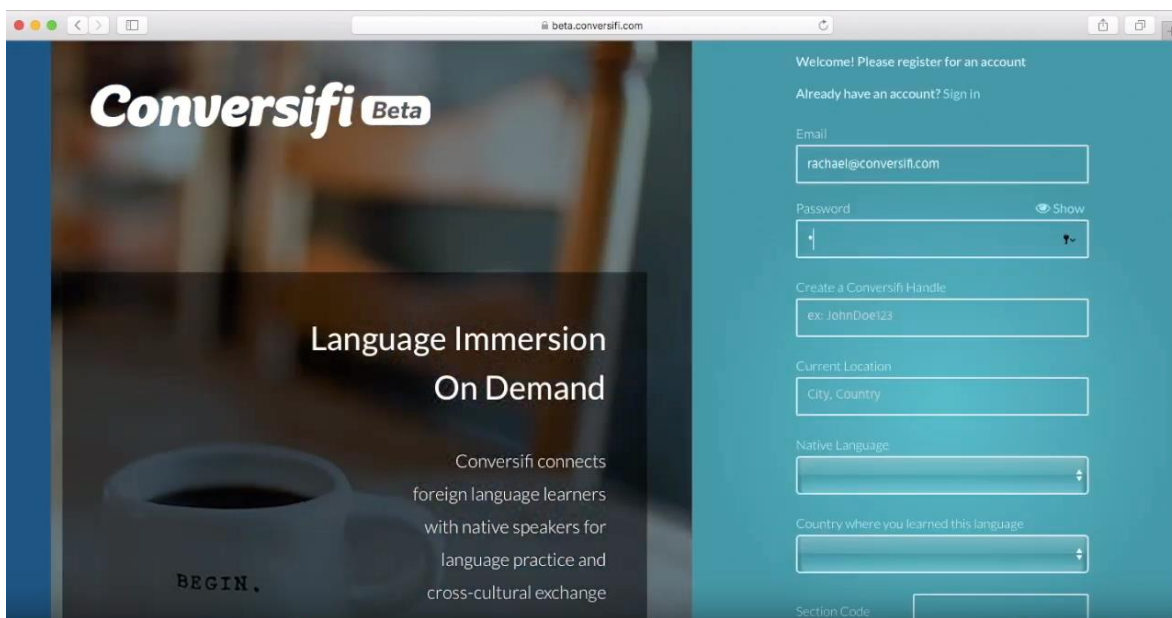 beta.conversifi.com
Conversifi Beta
Language Immersion
On Demand
Conversifi connects
foreign language learners
with native speakers for
language practice and
cross-cultural exchange
BEGIN.
Welcome! Please register for an account
Already have an account? Sign in
Email
rachael@conversifi.com
Password Show
Create a Conversifi Handle
ex: JohnDoe123
Current Location
City, Country
Native Language
Country where you learned this language
Section Code